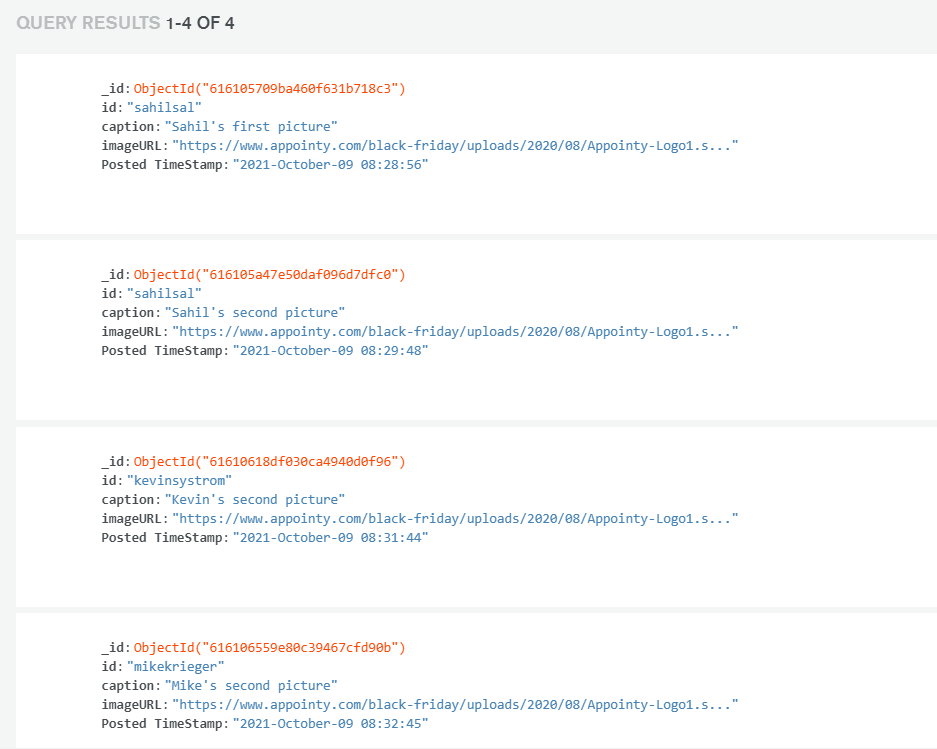 QUERY RESULTS 1-4 OF 4
_id: ObjectId("616105709ba460f631b718c3")
id: "sahilsal"
caption: "Sahil's first picture"
imageURL: "https://www.appointy.com/black-friday/uploads/2020/08/Appointy-Logo1.s..."
Posted TimeStamp: "2021-October-09 08:28:56"
_id: ObjectId("616105a47e50daf096d7dfc0")
id: "sahilsal"
caption: "Sahil's second picture"
imageURL: "https://www.appointy.com/black-friday/uploads/2020/08/Appointy-Logo1.s..."
Posted TimeStamp: "2021-October-09 08:29:48"
_id: ObjectId("61610618df030ca4940d0f96")
id: "kevinsystrom"
caption: "Kevin's second picture"
imageURL: "https://www.appointy.com/black-friday/uploads/2020/08/Appointy-Logo1.s..."
Posted TimeStamp: "2021-October-09 08:31:44"
_id: ObjectId("616106559e80c39467cfd90b")
id: "mikekrieger"
caption: "Mike's second picture"
imageURL: "https://www.appointy.com/black-friday/uploads/2020/08/Appointy-Logo1.s..."
Posted TimeStamp: "2021-October-09 08:32:45"